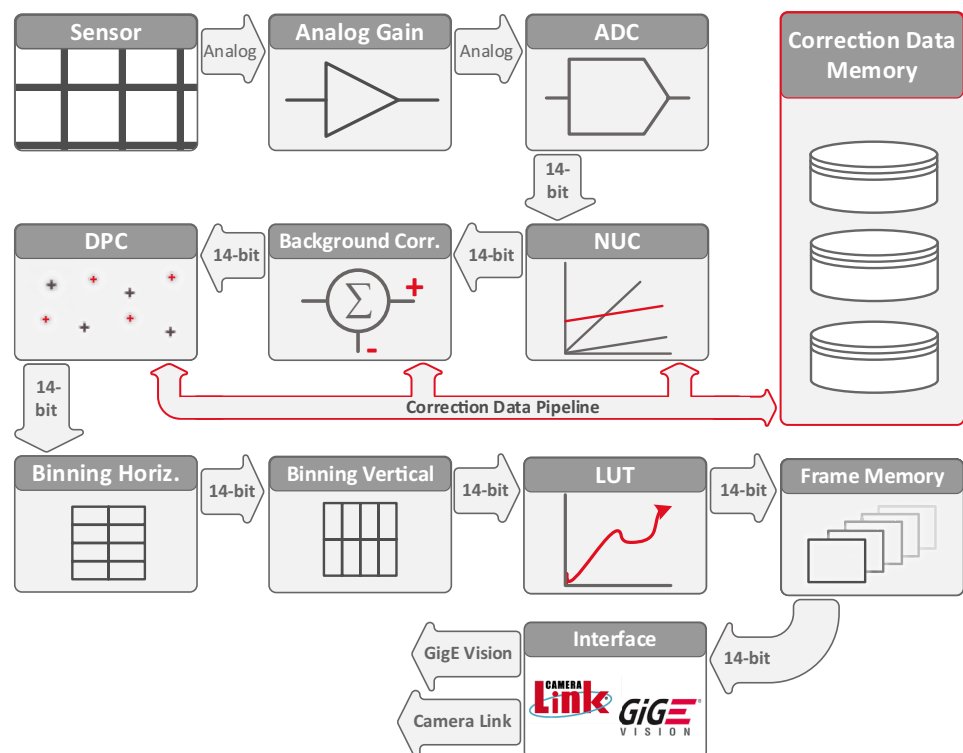 Sensor
Analog
Analog Gain
Analog
ADC
Correction Data
Memory
14-
bit
DPC
14-bit
Background Corr.
14-bit
NUC
Σ
+
-
14-
bit
Correction Data Pipeline
Binning Horiz.
14-bit
Binning Vertical
14-bit
LUT
14-bit
Frame Memory
Interface
14-bit
GigE Vision
CAMERA
Link®
GiGE®
VISION
Camera Link